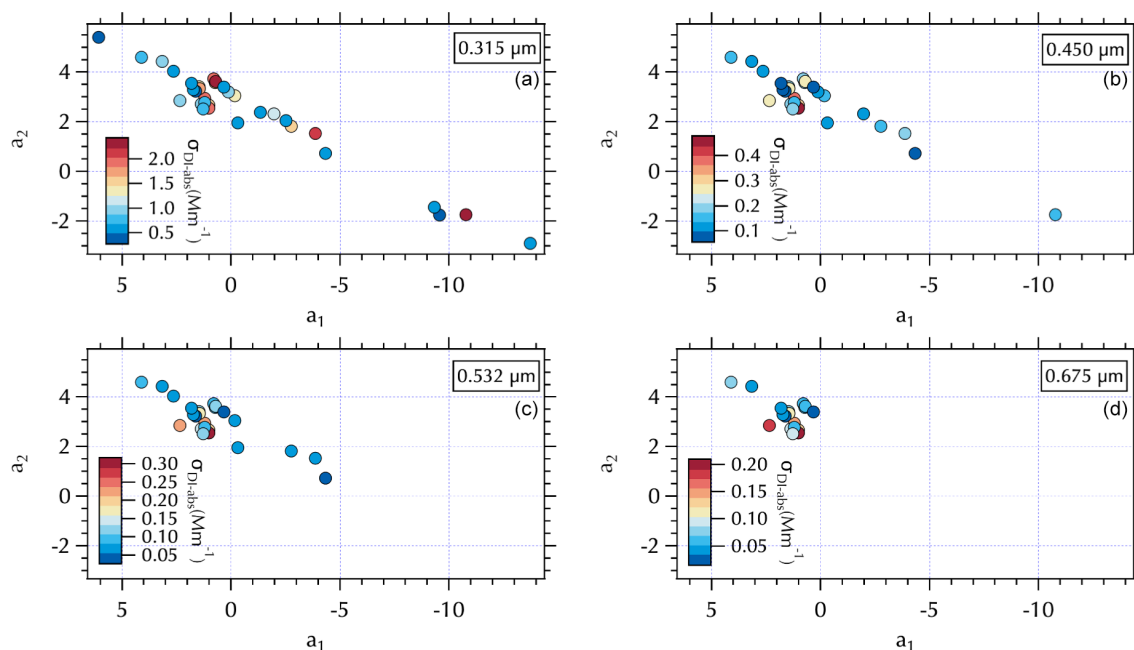 0.315 µm
(a)
4
2
0
-2
a2
2.0
1.5
1.0
0.5
σDI-abs(Mm-1)
5
0
-5
-10
a1
0.450 µm
(b)
4
2
0
-2
a2
0.4
0.3
0.2
0.1
σDI-abs(Mm-1)
5
0
-5
-10
a1
0.532 µm
(c)
4
2
0
-2
a2
0.30
0.25
0.20
0.15
0.10
0.05
σDI-abs(Mm-1)
5
0
-5
-10
a1
0.675 µm
(d)
4
2
0
-2
a2
0.20
0.15
0.10
0.05
σDI-abs(Mm-1)
5
0
-5
-10
a1